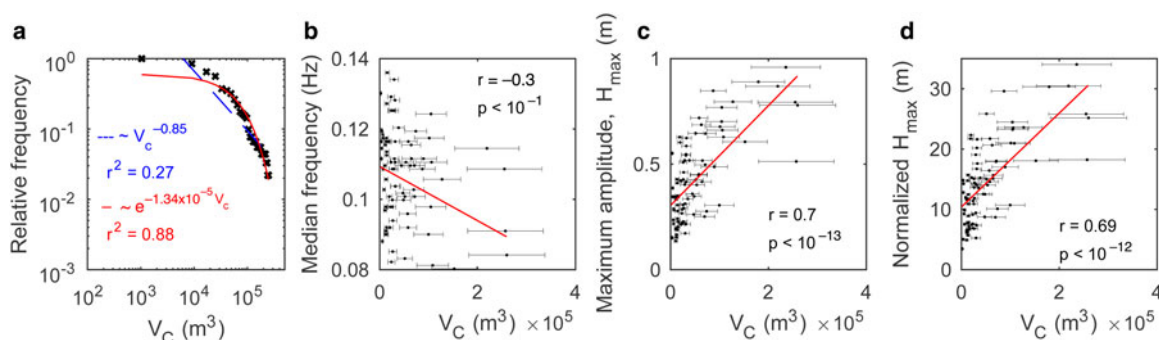 a
Relative frequency
10^0
10^-1
10^-2
10^-3
--- ~ V_C^-0.85
r^2 = 0.27
– ~ e^-1.34x10^-5 V_c
r^2 = 0.88
10^2 10^3 10^4 10^5
V_C (m^3)
b
Median frequency (Hz)
0.14
0.12
0.1
0.08
r = –0.3
p < 10^-1
0 2 4
V_C (m^3) × 10^5
c
Maximum amplitude, H_max (m)
1
0.5
0
r = 0.7
p < 10^-13
0 2 4
V_C (m^3) × 10^5
d
Normalized H_max (m)
40
30
20
10
0
r = 0.69
p < 10^-12
0 2 4
V_C (m^3) × 10^5